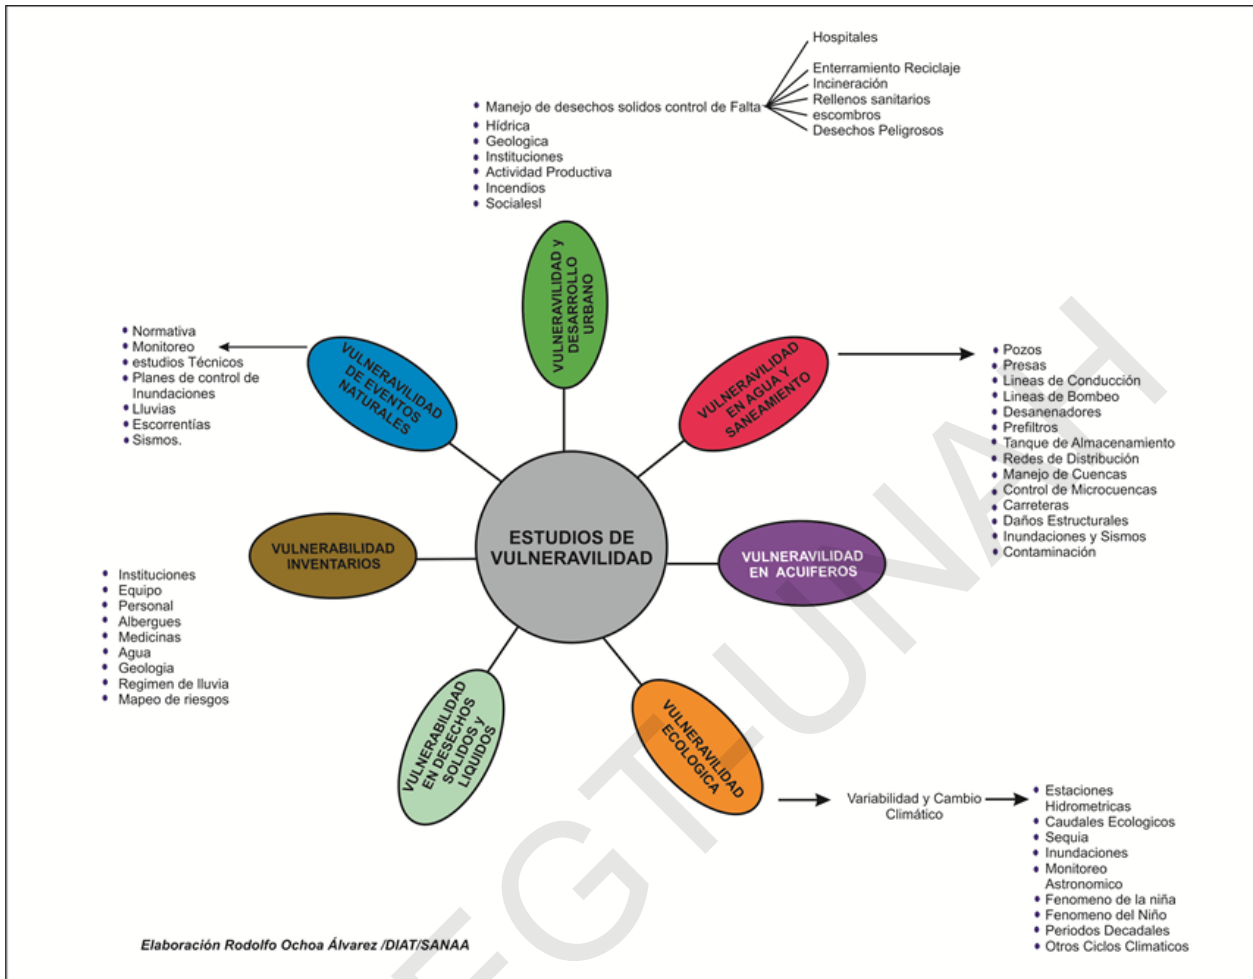 Hospitales
Enterramiento Reciclaje
Incineración
Rellenos sanitarios
escombros
Desechos Peligrosos
• Manejo de desechos solidos control de Falta
• Hídrica
• Geologica
• Instituciones
• Actividad Productiva
• Incendios
• Socialesl
VULNERAVILIDAD y
DESARROLLO
URBANO
• Normativa
• Monitoreo
• estudios Técnicos
• Planes de control de
Inundaciones
• Lluvias
• Escorrentías
• Sismos.
VULNERAVILIDAD
DE EVENTOS
NATURALES
VULNERAVILIDAD
EN AGUA Y
SANEAMIENTO
• Pozos
• Presas
• Lineas de Conducción
• Lineas de Bombeo
• Desanenadores
• Prefiltros
• Tanque de Almacenamiento
• Redes de Distribución
• Manejo de Cuencas
• Control de Microcuencas
• Carreteras
• Daños Estructurales
• Inundaciones y Sismos
• Contaminación
ESTUDIOS DE
VULNERAVILIDAD
VULNERABILIDAD
INVENTARIOS
VULNERAVILIDAD
EN ACUIFEROS
• Instituciones
• Equipo
• Personal
• Albergues
• Medicinas
• Agua
• Geologia
• Regimen de lluvia
• Mapeo de riesgos
VULNERABILIDAD
EN DESECHOS
SOLIDOS y
LIQUIDOS
VULNERAVILIDAD
ECOLOGICA
Variabilidad y Cambio
Climático
• Estaciones
Hidrometricas
• Caudales Ecologicos
• Sequia
• Inundaciones
• Monitoreo
Astronomico
• Fenomeno de la niña
• Fenomeno del Niño
• Periodos Decadales
• Otros Ciclos Climaticos
Elaboración Rodolfo Ochoa Álvarez /DIAT/SANAA
EGT-UNAH